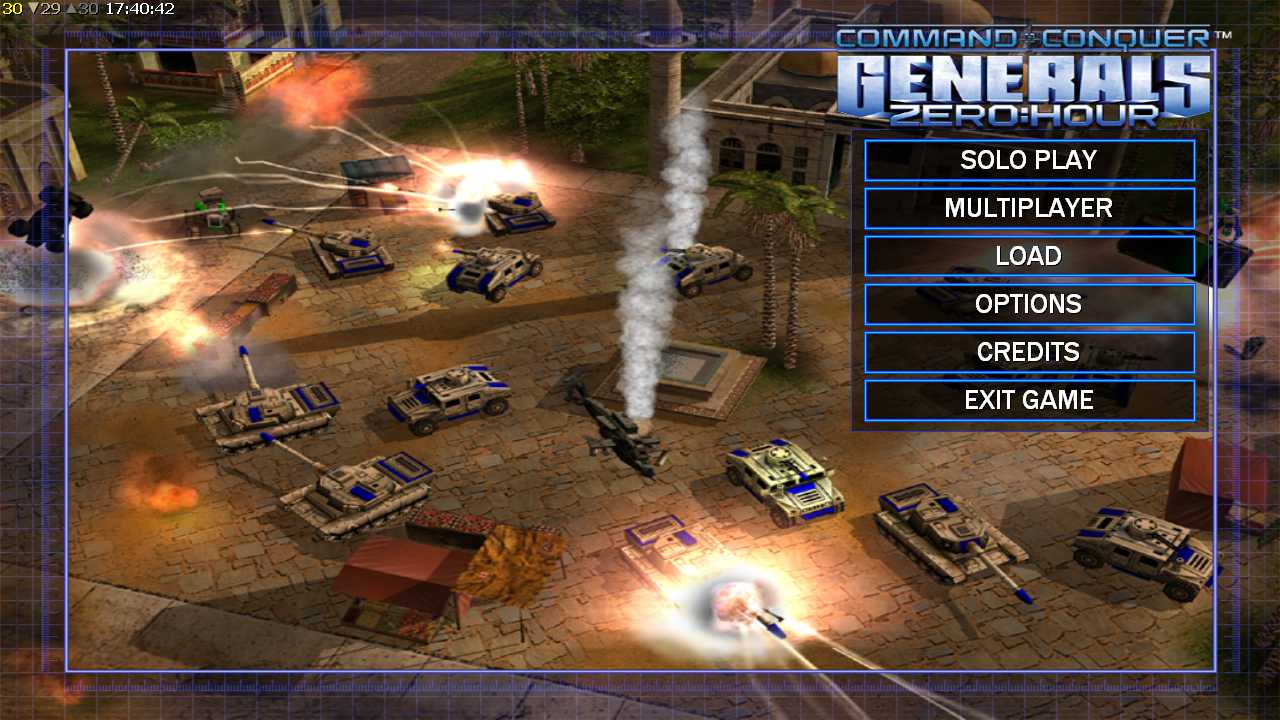 30 ▼29 ▲30 17:40:42
COMMAND & CONQUER™
GENERALS
ZERO:HOUR
SOLO PLAY
MULTIPLAYER
LOAD
OPTIONS
CREDITS
EXIT GAME